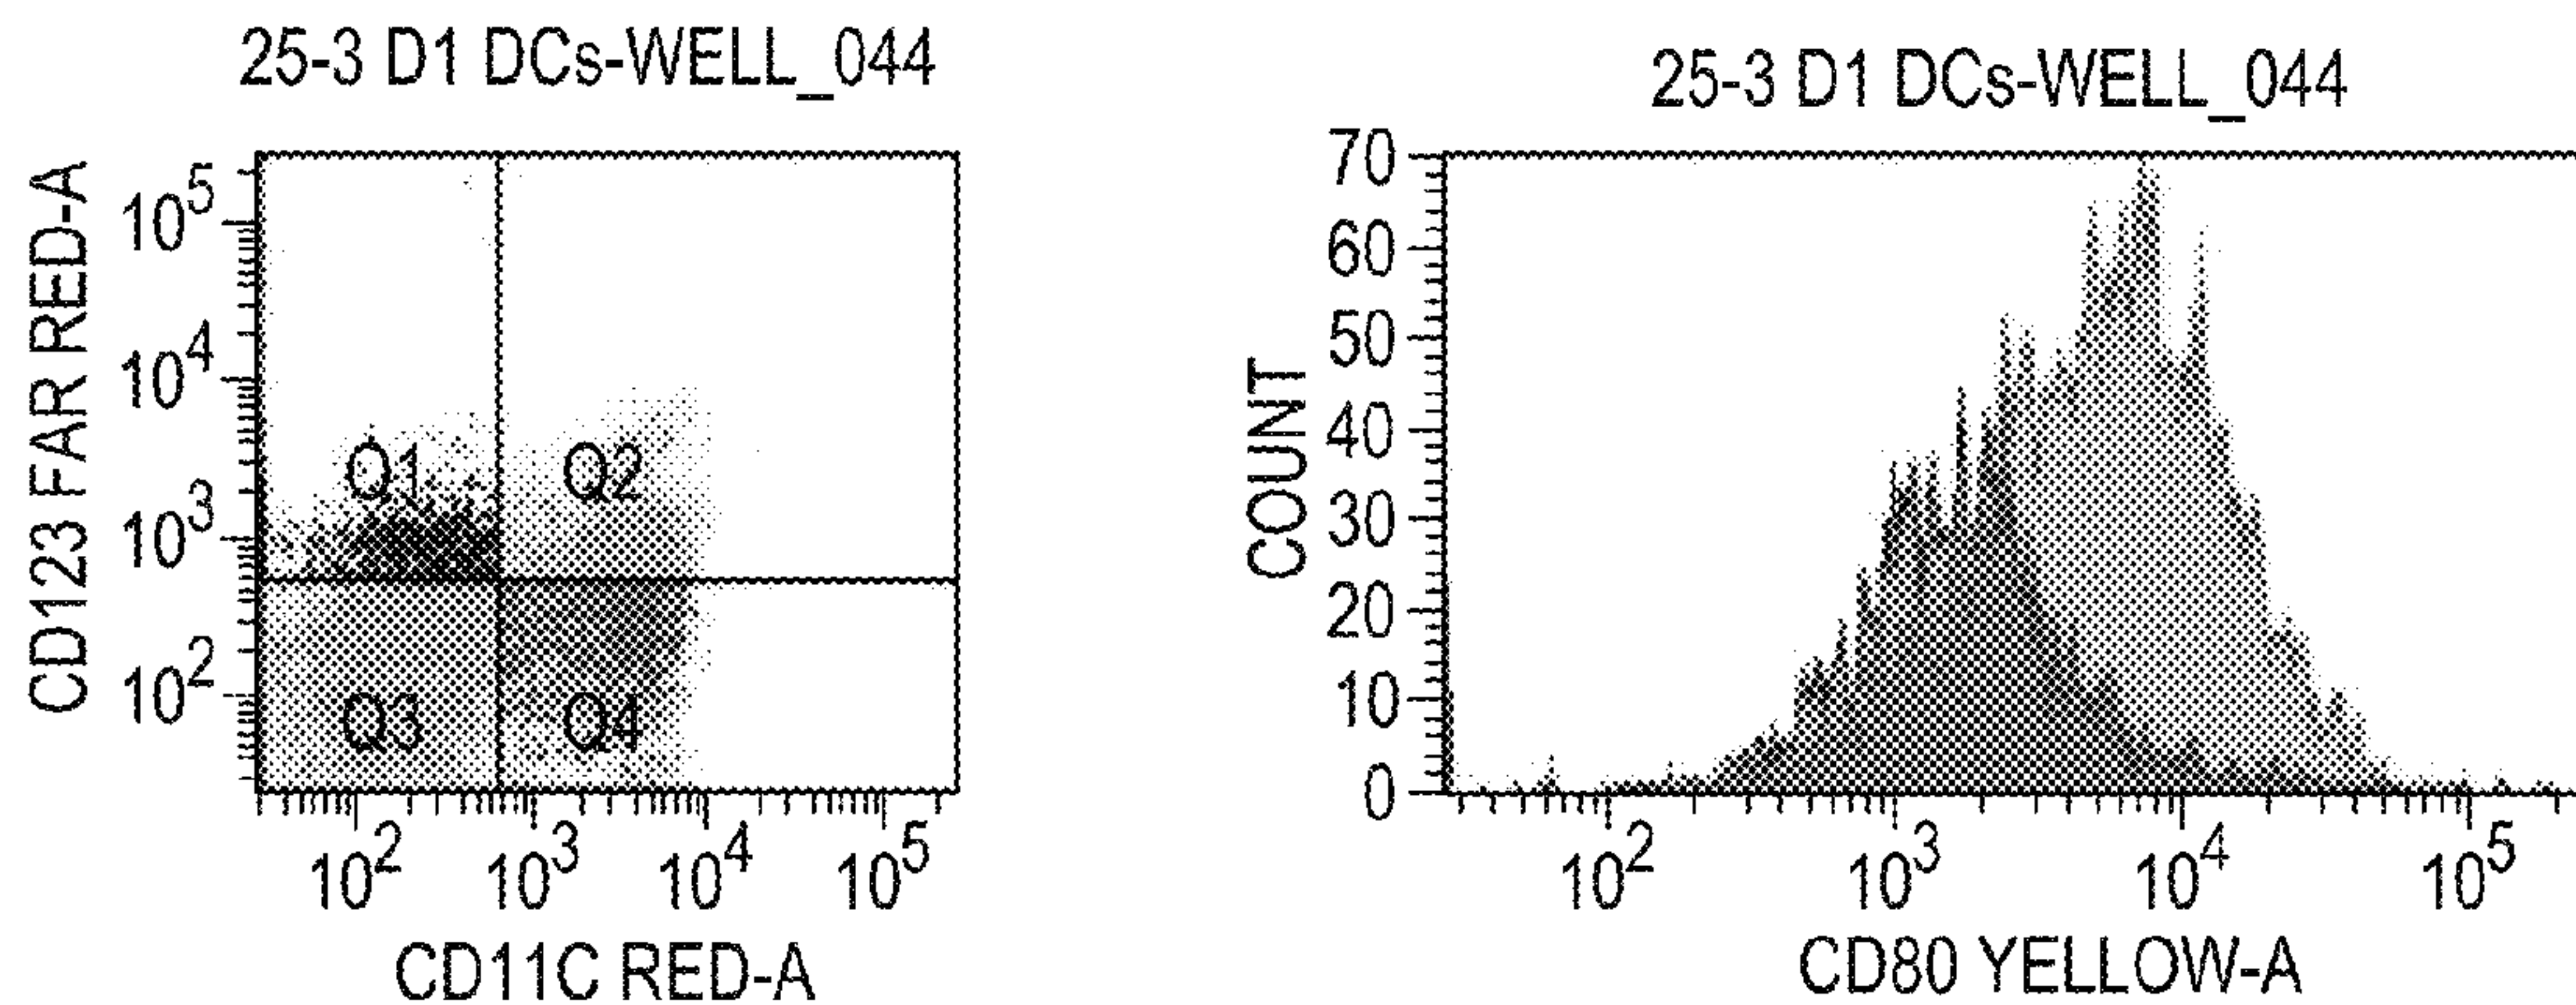 25-3 D1 DCs-WELL_044
CD123 FAR RED-A
10^5
10^4
10^3
10^2
Q1
Q2
Q3
Q4
10^2 10^3 10^4 10^5
CD11C RED-A
25-3 D1 DCs-WELL_044
COUNT
70
60
50
40
30
20
10
0
10^2 10^3 10^4 10^5
CD80 YELLOW-A